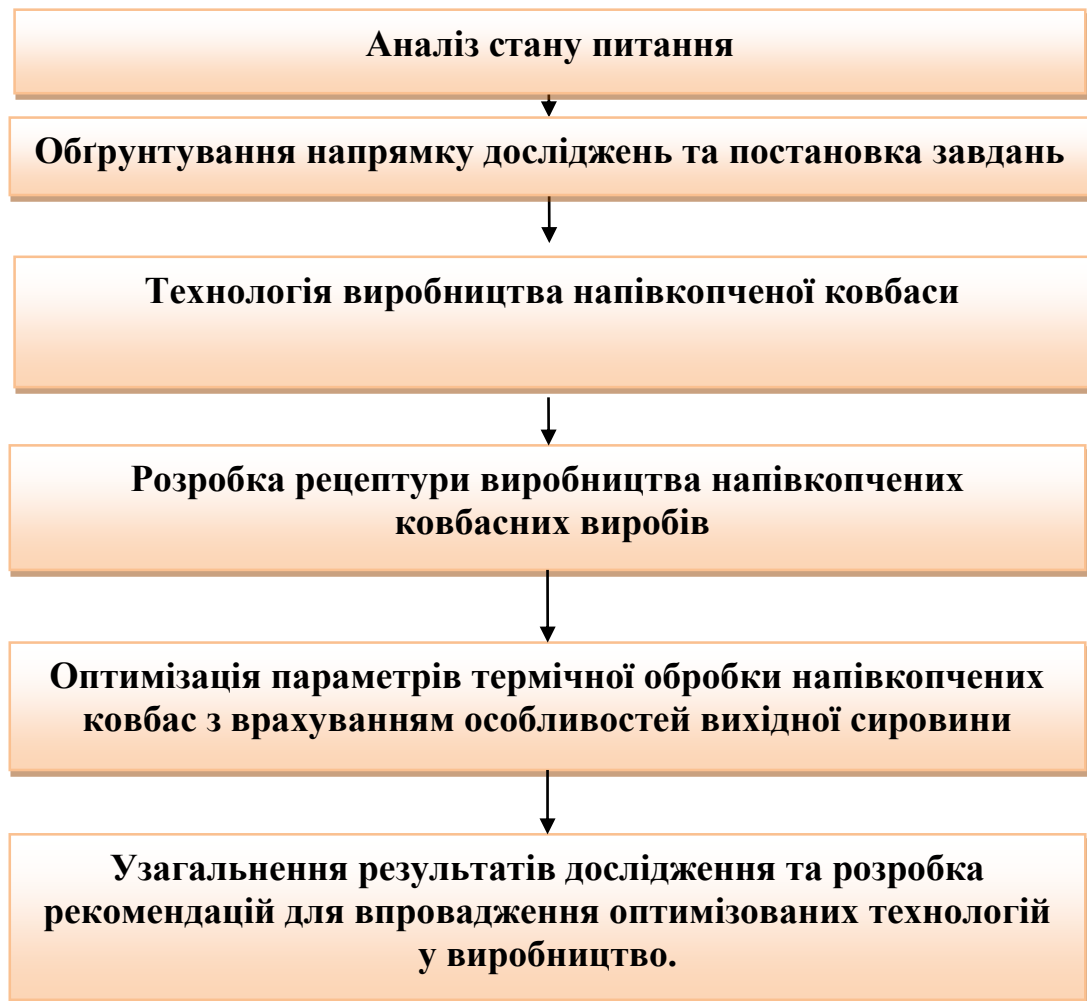 Аналіз стану питання
Обґрунтування напрямку досліджень та постановка завдань
Технологія виробництва напівкопченої ковбаси
Розробка рецептури виробництва напівкопчених
ковбасних виробів
Оптимізація параметрів термічної обробки напівкопчених
ковбас з врахуванням особливостей вихідної сировини
Узагальнення результатів дослідження та розробка
рекомендацій для впровадження оптимізованих технологій
у виробництво.